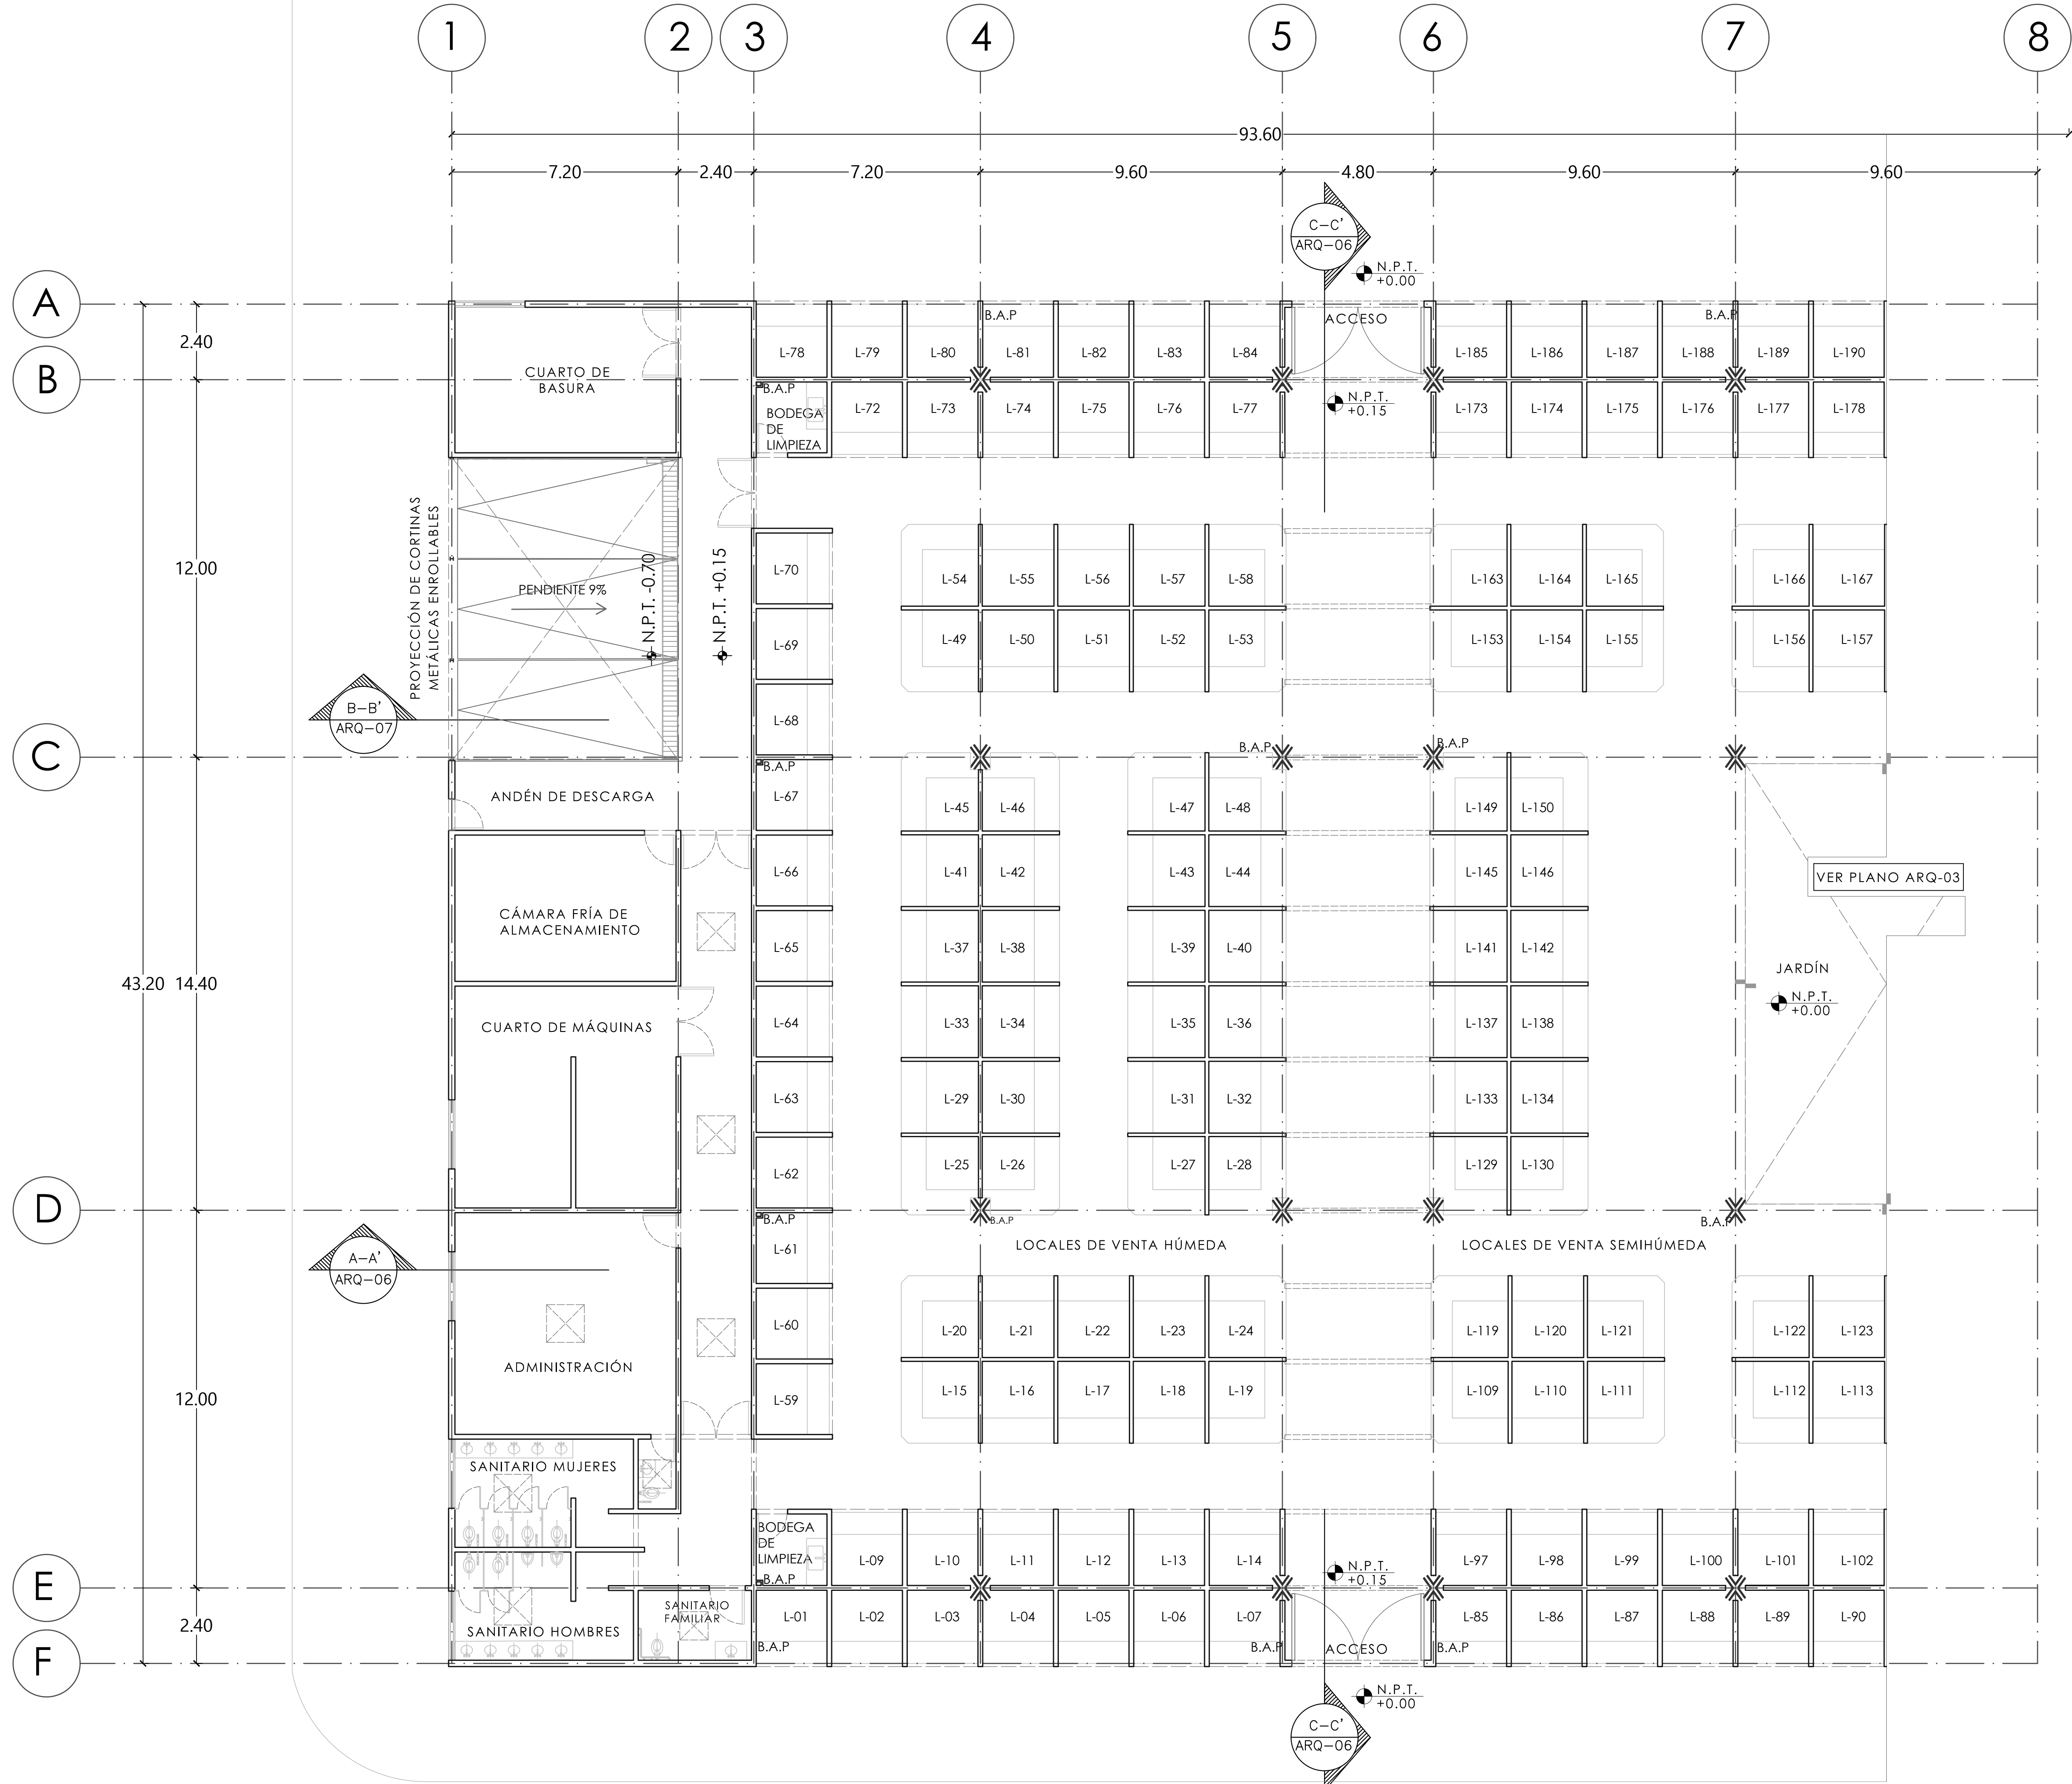 1 2 3 4 5 6 7 8
93.60
7.20 2.40 7.20 9.60 4.80 9.60 9.60
C-C'
ARQ-06
N.P.T.
+0.00
A
B.A.P
ACCESO
B.A.P
2.40
L-78 L-79 L-80 L-81 L-82 L-83 L-84 L-185 L-186 L-187 L-188 L-189 L-190
B
CUARTO DE
BASURA
B.A.P
N.P.T.
+0.15
BODEGA
DE
LIMPIEZA
L-72 L-73 L-74 L-75 L-76 L-77 L-173 L-174 L-175 L-176 L-177 L-178
PROYECCIÓN DE CORTINAS
METÁLICAS ENROLLABLES
12.00
PENDIENTE 9%
N.P.T. -0.70
N.P.T. +0.15
L-70 L-54 L-55 L-56 L-57 L-58 L-163 L-164 L-165 L-166 L-167
L-69 L-49 L-50 L-51 L-52 L-53 L-153 L-154 L-155 L-156 L-157
L-68
B-B'
ARQ-07
C
B.A.P
B.A.P
B.A.P
ANDÉN DE DESCARGA
L-67 L-45 L-46 L-47 L-48 L-149 L-150
L-66 L-41 L-42 L-43 L-44 L-145 L-146
VER PLANO ARQ-03
CÁMARA FRÍA DE
ALMACENAMIENTO
L-65 L-37 L-38 L-39 L-40 L-141 L-142
JARDÍN
N.P.T.
+0.00
43.20 14.40
CUARTO DE MÁQUINAS
L-64 L-33 L-34 L-35 L-36 L-137 L-138
L-63 L-29 L-30 L-31 L-32 L-133 L-134
L-62 L-25 L-26 L-27 L-28 L-129 L-130
D
B.A.P
B.A.P
B.A.P
L-61
LOCALES DE VENTA HÚMEDA
LOCALES DE VENTA SEMIHÚMEDA
A-A'
ARQ-06
L-60 L-20 L-21 L-22 L-23 L-24 L-119 L-120 L-121 L-122 L-123
ADMINISTRACIÓN
12.00
L-59 L-15 L-16 L-17 L-18 L-19 L-109 L-110 L-111 L-112 L-113
SANITARIO MUJERES
BODEGA
DE
LIMPIEZA
L-09 L-10 L-11 L-12 L-13 L-14 L-97 L-98 L-99 L-100 L-101 L-102
N.P.T.
+0.15
E
B.A.P
SANITARIO
FAMILIAR
L-01 L-02 L-03 L-04 L-05 L-06 L-07 L-85 L-86 L-87 L-88 L-89 L-90
2.40
SANITARIO HOMBRES
B.A.P
B.A.P
ACCESO
B.A.P
F
N.P.T.
+0.00
C-C'
ARQ-06